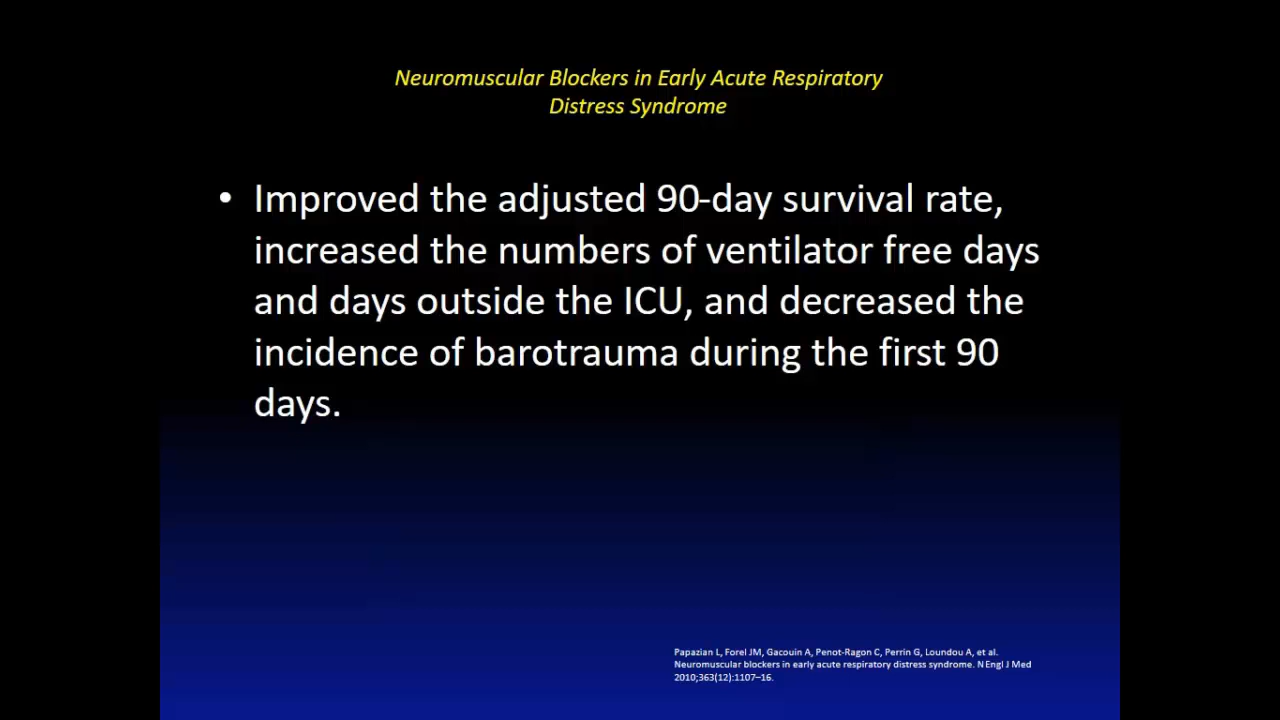 Neuromuscular Blockers in Early Acute Respiratory
Distress Syndrome
• Improved the adjusted 90-day survival rate,
increased the numbers of ventilator free days
and days outside the ICU, and decreased the
incidence of barotrauma during the first 90
days.
Papazian L, Forel JM, Gacouin A, Penot-Ragon C, Perrin G, Loundou A, et al.
Neuromuscular blockers in early acute respiratory distress syndrome. N Engl J Med
2010;363(12):1107–16.